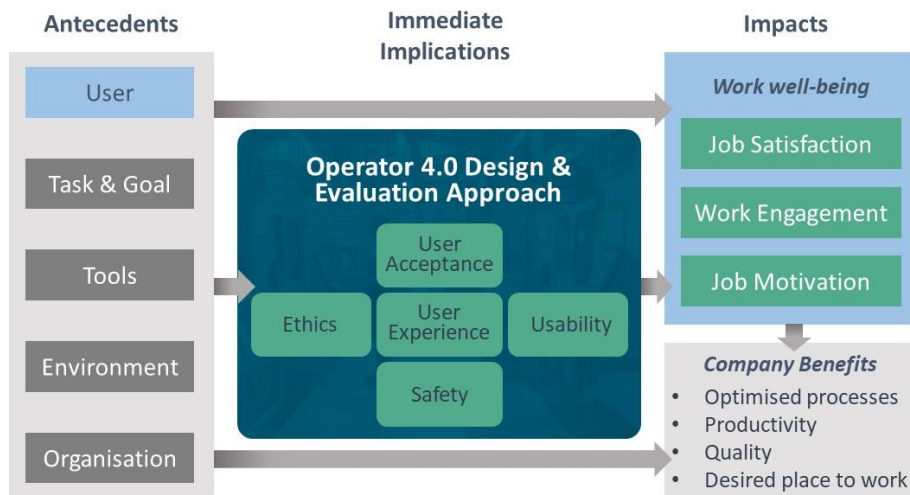 Antecedents
Immediate
Implications
Impacts
User
Task & Goal
Tools
Environment
Organisation
Operator 4.0 Design &
Evaluation Approach
User
Acceptance
Ethics
User
Experience
Usability
Safety
Work well-being
Job Satisfaction
Work Engagement
Job Motivation
Company Benefits
• Optimised processes
• Productivity
• Quality
• Desired place to work